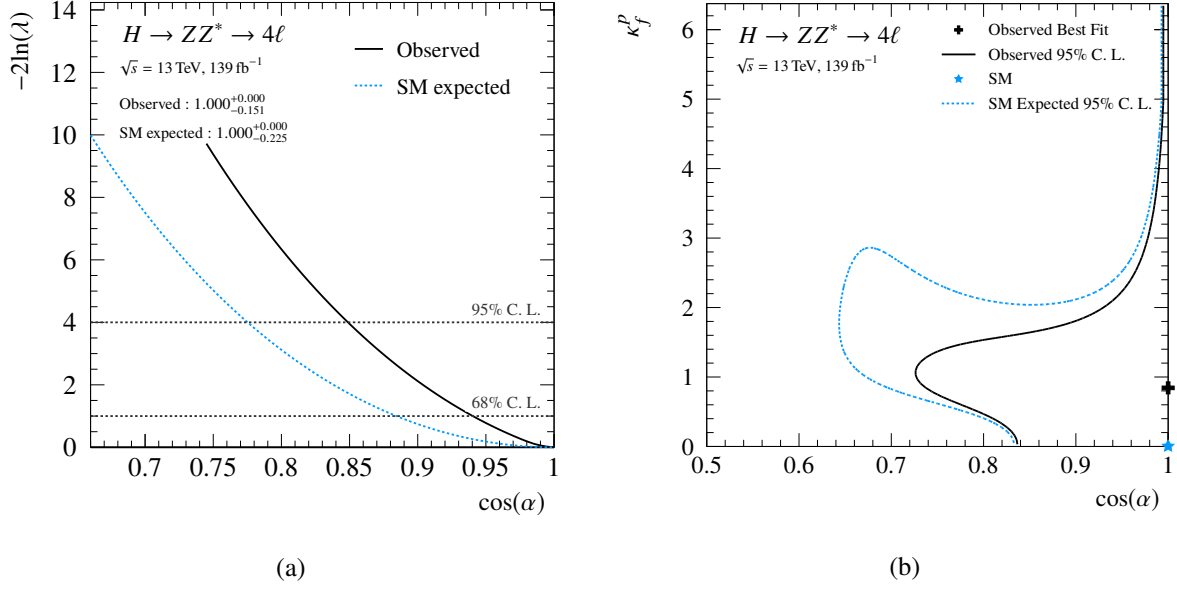 −2ln(λ)
14
12
10
8
6
4
2
0
H → ZZ* → 4ℓ
√s = 13 TeV, 139 fb⁻¹
Observed : 1.000 +0.000 −0.151
SM expected : 1.000 +0.000 −0.225
Observed
SM expected
95% C. L.
68% C. L.
0.7 0.75 0.8 0.85 0.9 0.95 1
cos(α)
(a)
κ_f^p
6
5
4
3
2
1
0
H → ZZ* → 4ℓ
√s = 13 TeV, 139 fb⁻¹
Observed Best Fit
Observed 95% C. L.
SM
SM Expected 95% C. L.
0.5 0.6 0.7 0.8 0.9 1
cos(α)
(b)